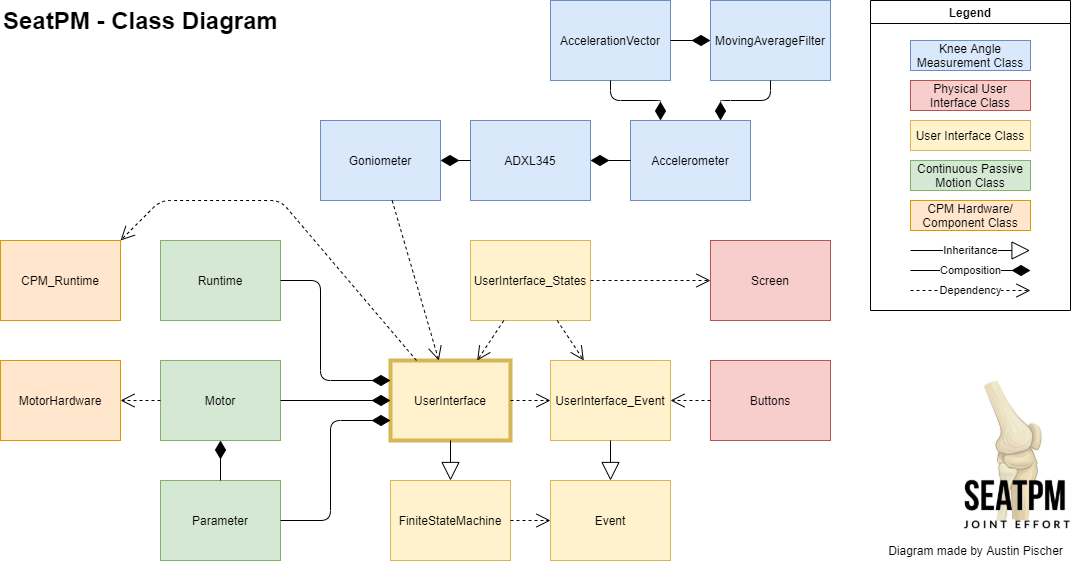 SeatPM - Class Diagram
AccelerationVector
MovingAverageFilter
Legend
Knee Angle
Measurement Class
Physical User
Interface Class
User Interface Class
Continuous Passive
Motion Class
CPM Hardware/
Component Class
Inheritance
Composition
Dependency
Goniometer
ADXL345
Accelerometer
CPM_Runtime
Runtime
UserInterface_States
Screen
MotorHardware
Motor
UserInterface
UserInterface_Event
Buttons
Parameter
FiniteStateMachine
Event
SEATPM
JOINT EFFORT
Diagram made by Austin Pischer